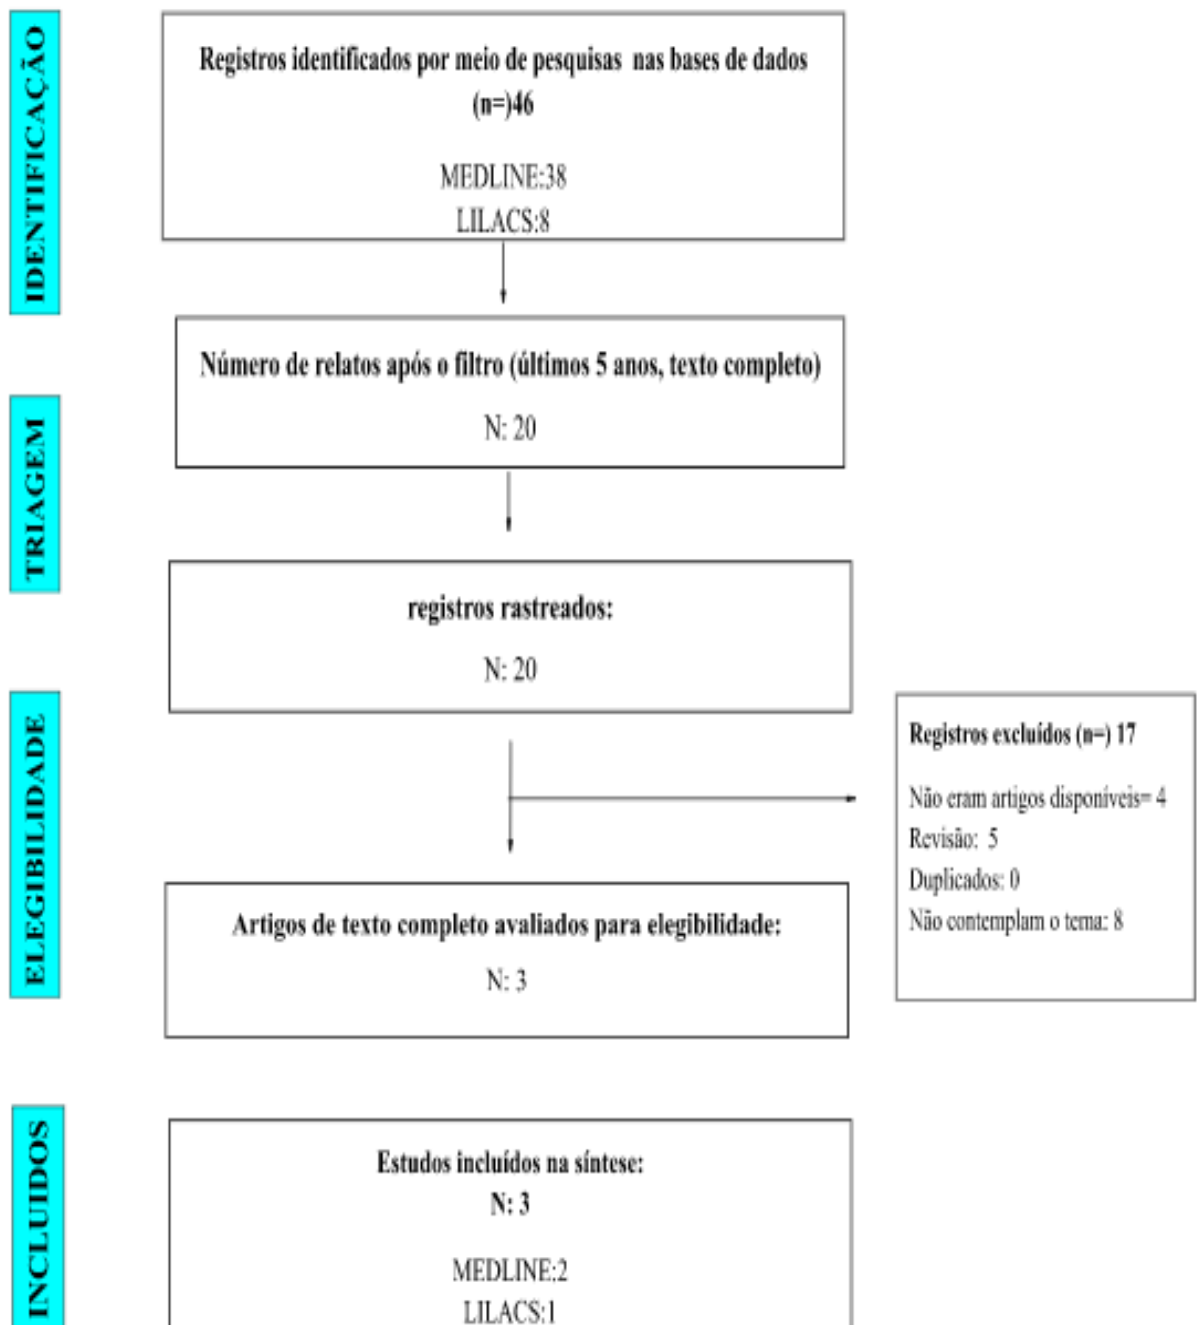 IDENTIFICAÇÃO
Registros identificados por meio de pesquisas nas bases de dados
(n=)46
MEDLINE:38
LILACS:8
Número de relatos após o filtro (últimos 5 anos, texto completo)
N: 20
TRIAGEM
registros rastreados:
N: 20
ELEGIBILIDADE
Registros excluídos (n=) 17
Não eram artigos disponíveis= 4
Revisão: 5
Duplicados: 0
Não contemplam o tema: 8
Artigos de texto completo avaliados para elegibilidade:
N: 3
INCLUIDOS
Estudos incluídos na síntese:
N: 3
MEDLINE:2
LILACS:1